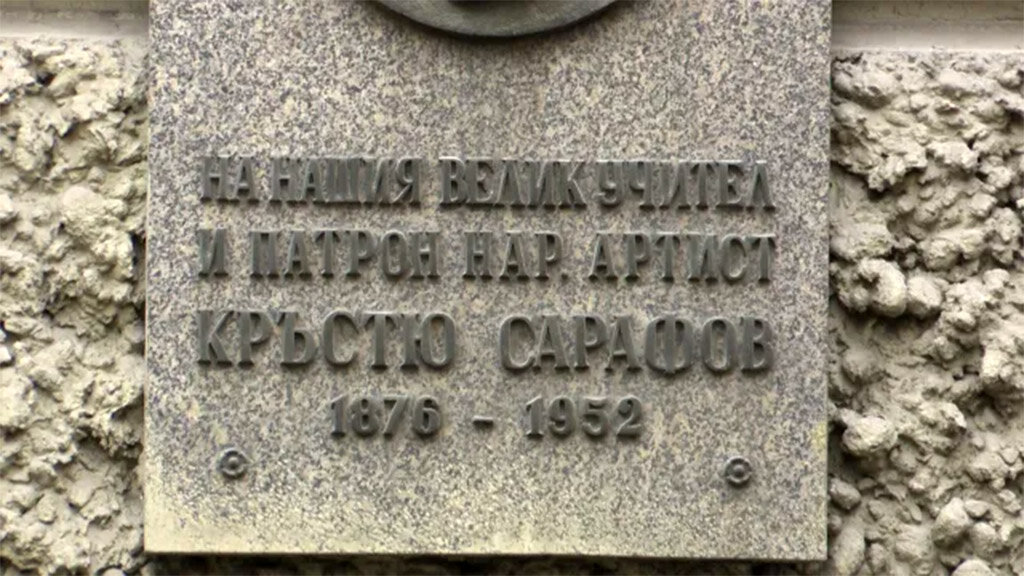 НА НАШИЯ ВЕЛИК УЧИТЕЛ
И ПАТРОН НАР. АРТИСТ
КРЪСТЮ САРАФОВ
1876 - 1952